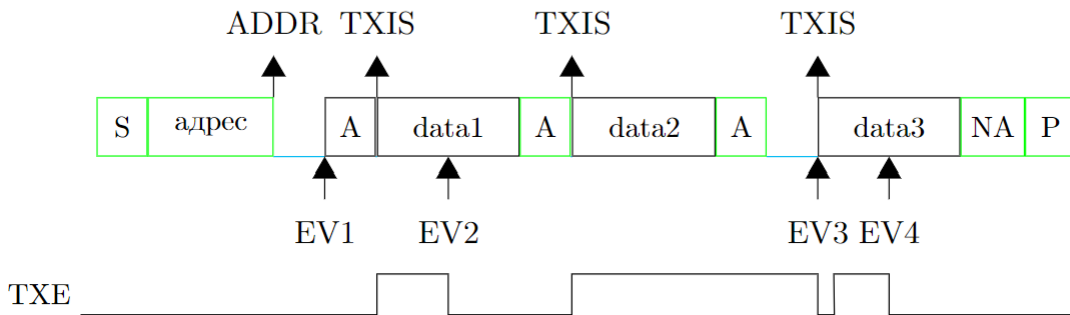 ADDR TXIS TXIS TXIS
S адрес A data1 A data2 A data3 NA P
EV1 EV2 EV3 EV4
TXE